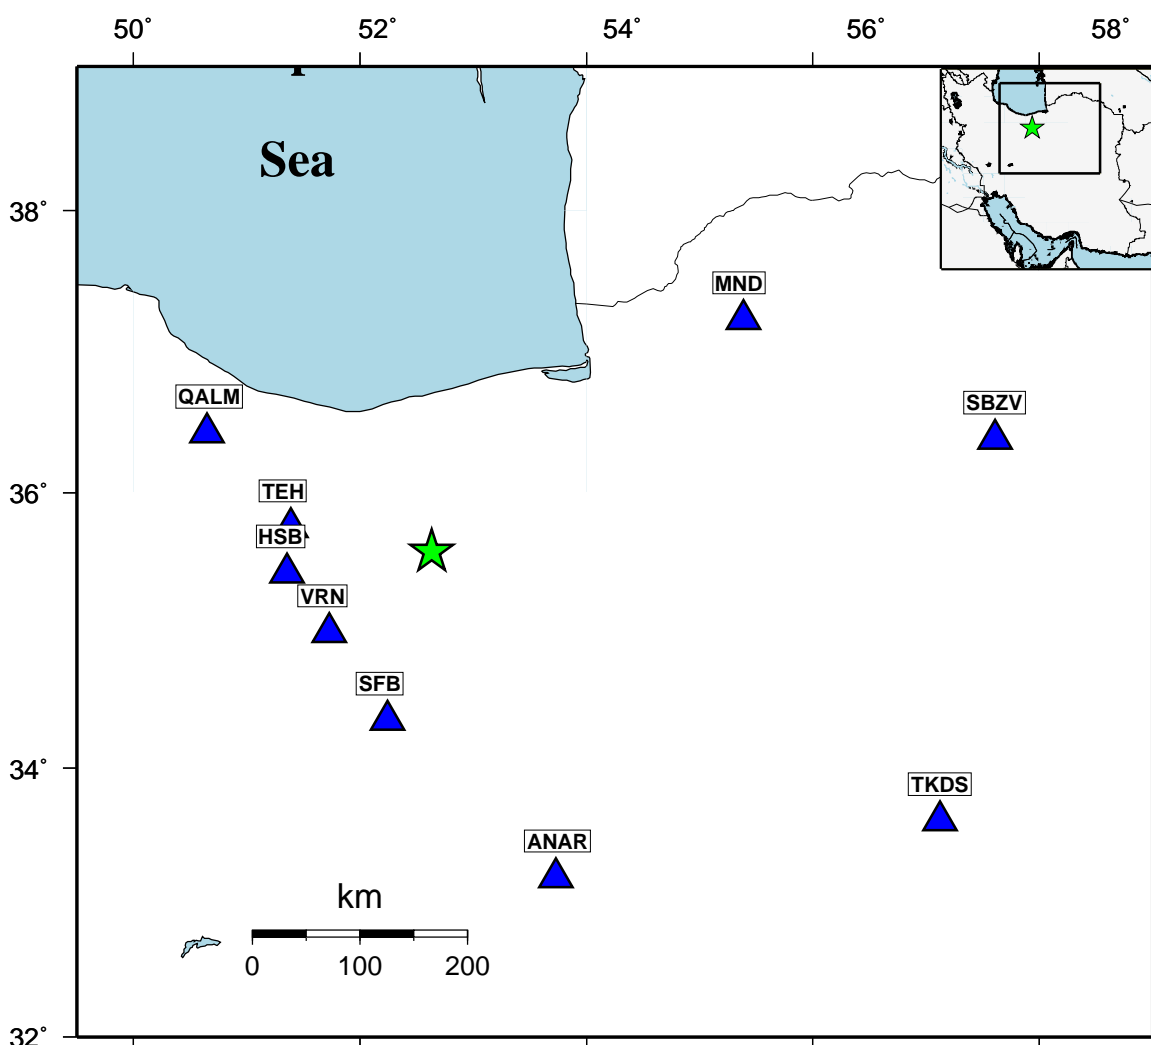 50° 52° 54° 56° 58°
Sea
38°
MND
QALM
SBZV
36°
TEH
HSB
VRN
SFB
34°
TKDS
ANAR
km
0 100 200
32°